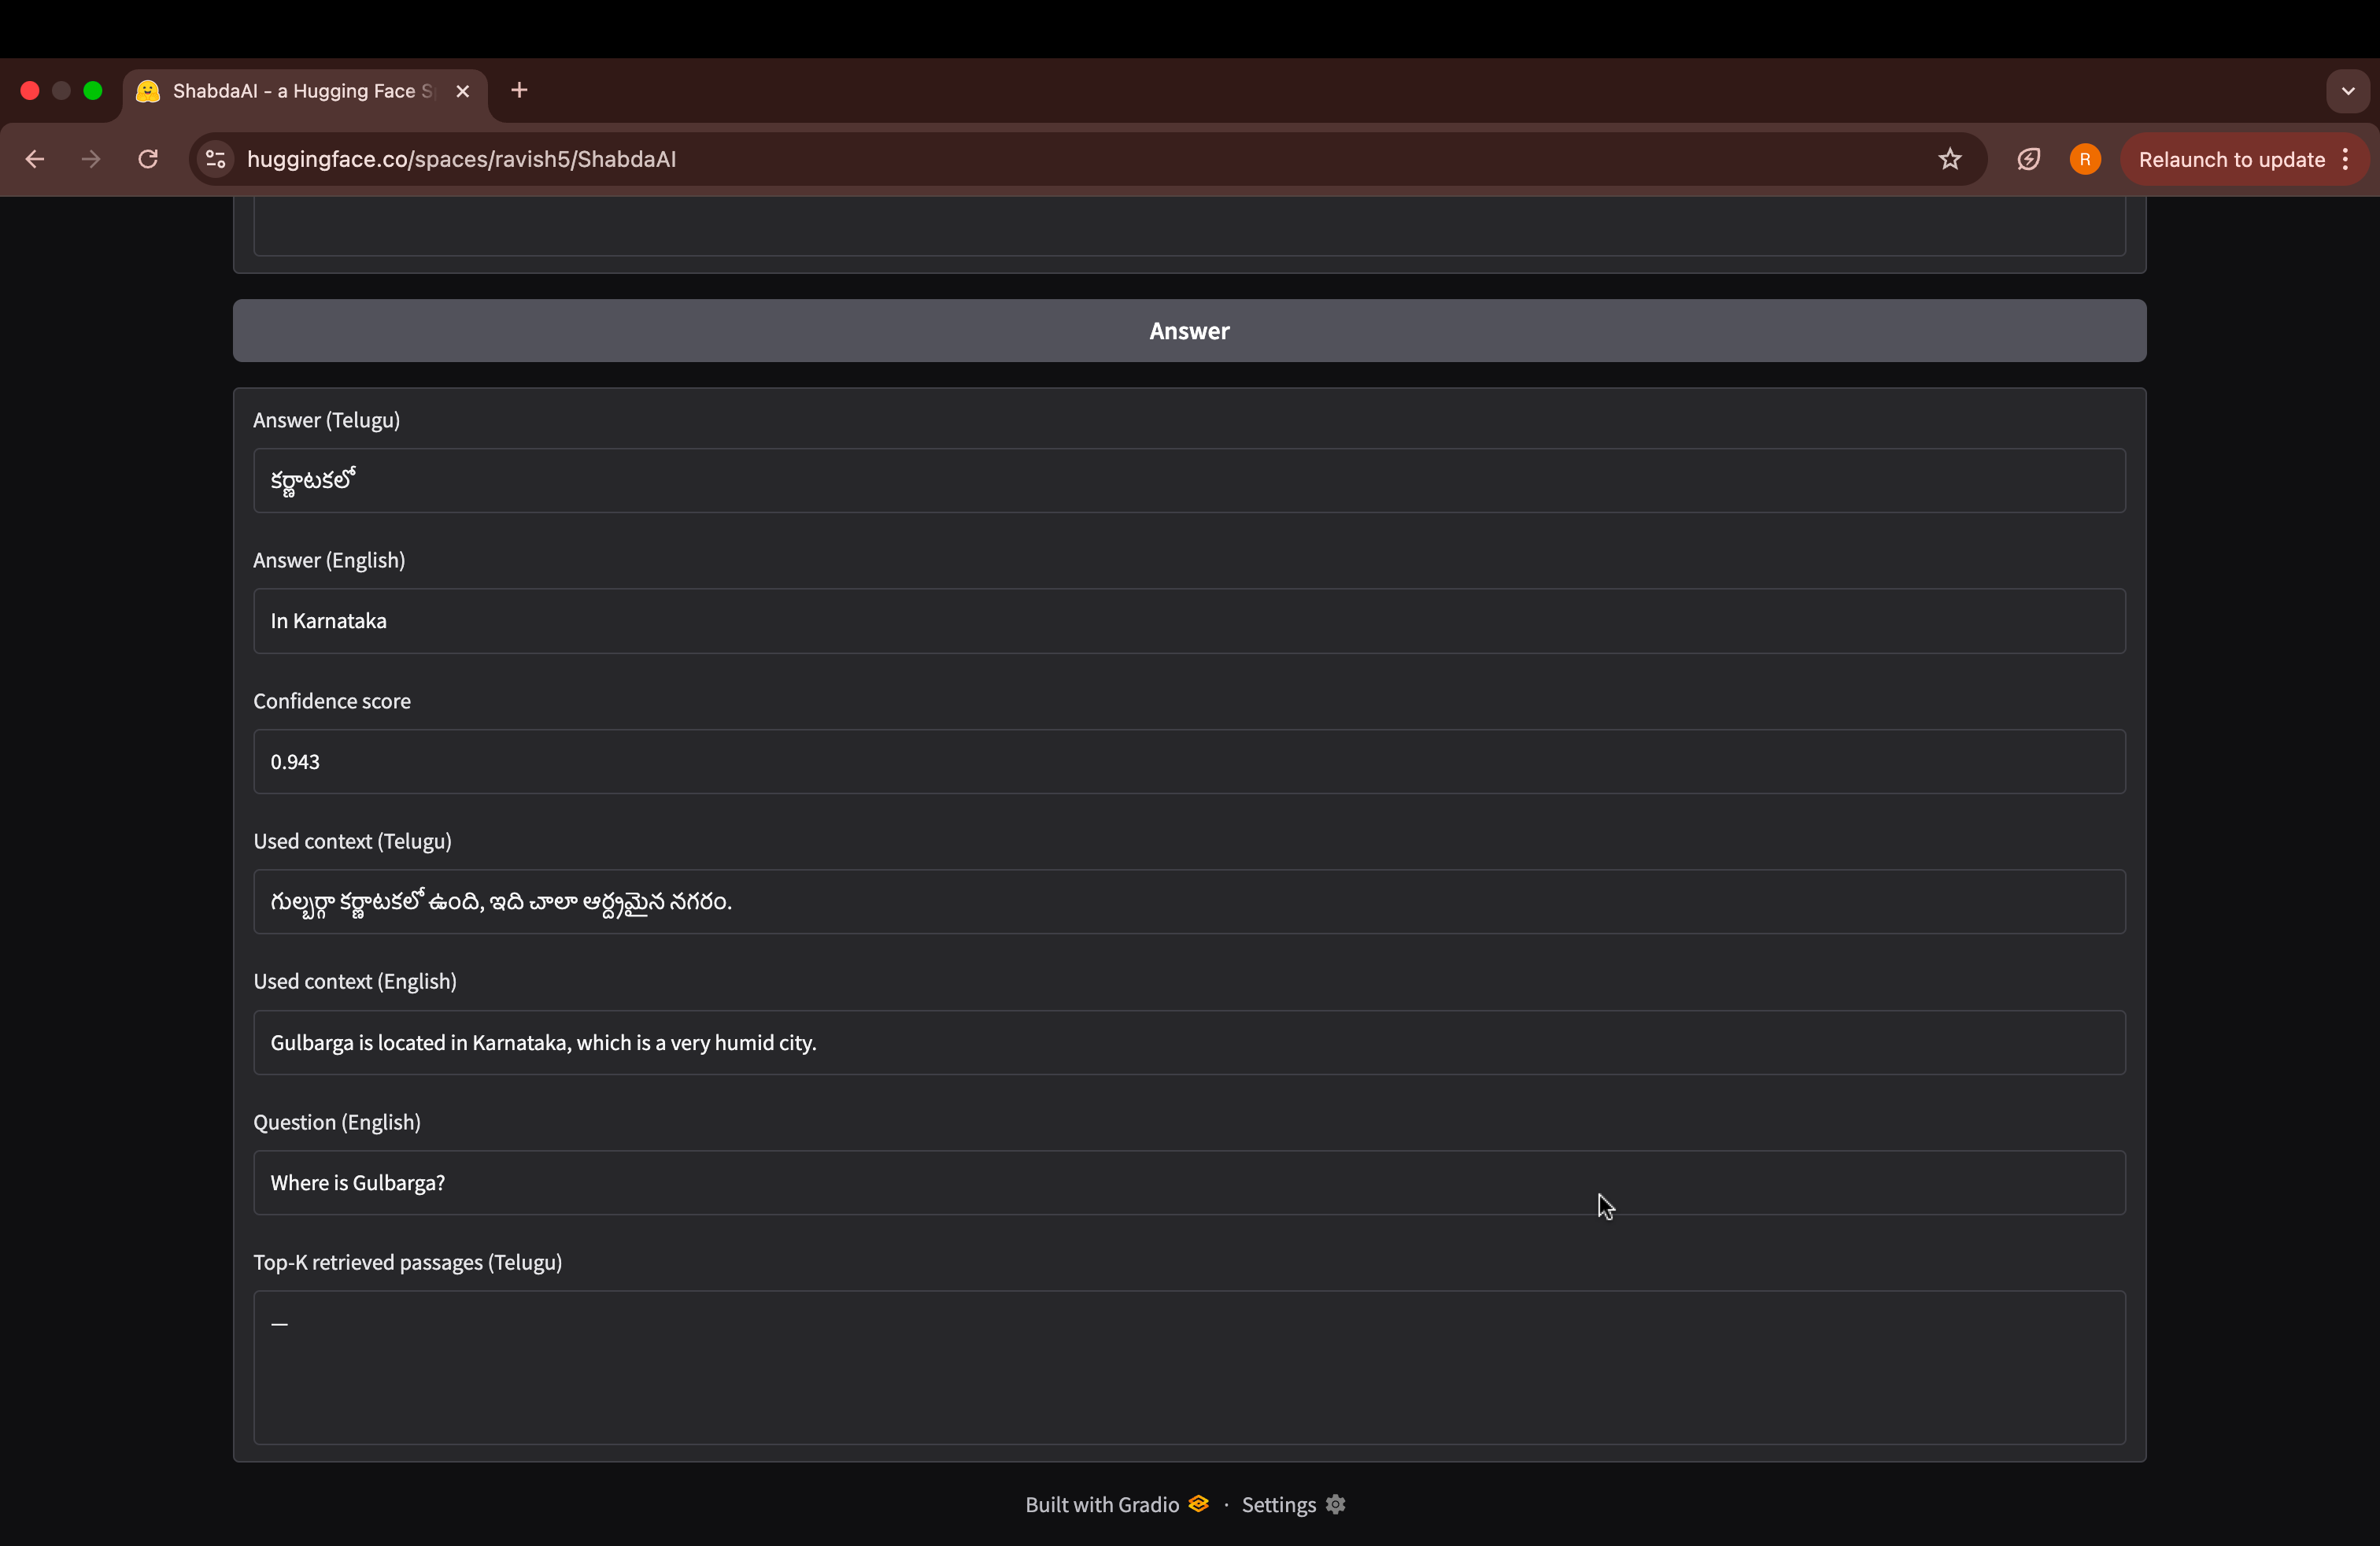 ShabdaAI - a Hugging Face S
huggingface.co/spaces/ravish5/ShabdaAI
R
Relaunch to update
Answer
Answer (Telugu)
కర్ణాటకలో
Answer (English)
In Karnataka
Confidence score
0.943
Used context (Telugu)
గుల్బర్గా కర్ణాటకలో ఉంది, ఇది చాలా ఆర్ద్రమైన నగరం.
Used context (English)
Gulbarga is located in Karnataka, which is a very humid city.
Question (English)
Where is Gulbarga?
Top-K retrieved passages (Telugu)
—
Built with Gradio · Settings